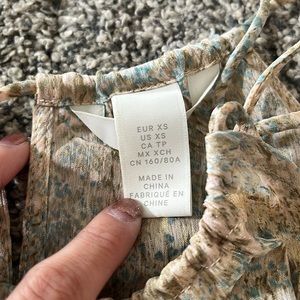 EUR XS
US XS
CA TP
MX XCH
CN 160/80A
MADE IN
CHINA
FABRIQUÉ EN
CHINE